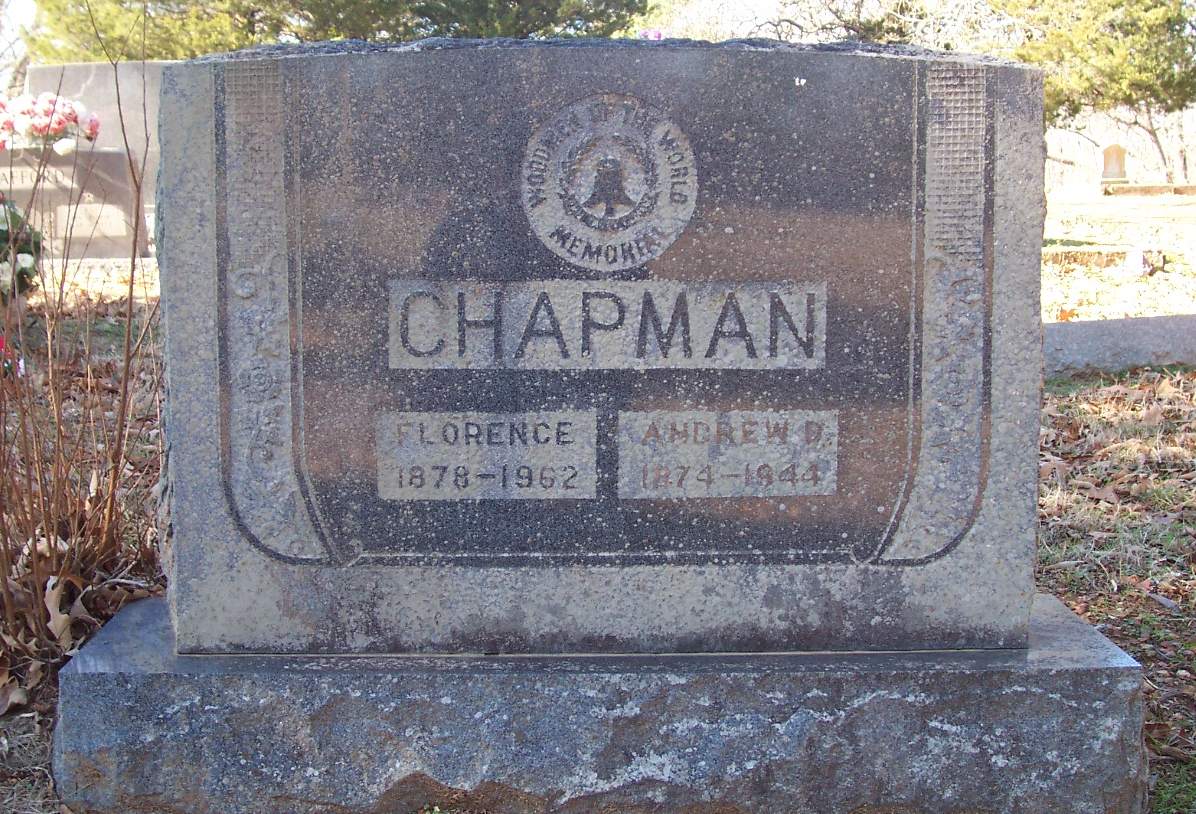 WOODMEN OF THE WORLD
MEMORIAL
CHAPMAN
FLORENCE
1878-1962
ANDREW D.
1874-1944